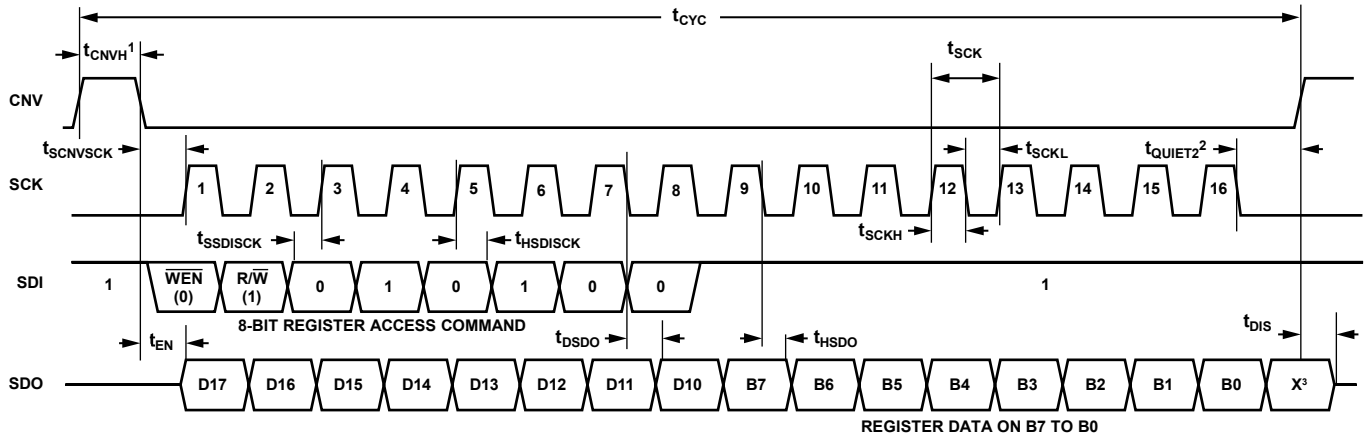 tCYC
tCNVH¹ tSCK
CNV
tSCNVSCK tSCKL tQUIET2²
SCK 1 2 3 4 5 6 7 8 9 10 11 12 13 14 15 16
tSSDISCK tHSDISCK tSCKH
SDI 1 WEN (0) R/W (1) 0 1 0 1 0 0 1
8-BIT REGISTER ACCESS COMMAND
tEN tDSDO tHSDO tDIS
SDO D17 D16 D15 D14 D13 D12 D11 D10 B7 B6 B5 B4 B3 B2 B1 B0 X³
REGISTER DATA ON B7 TO B0